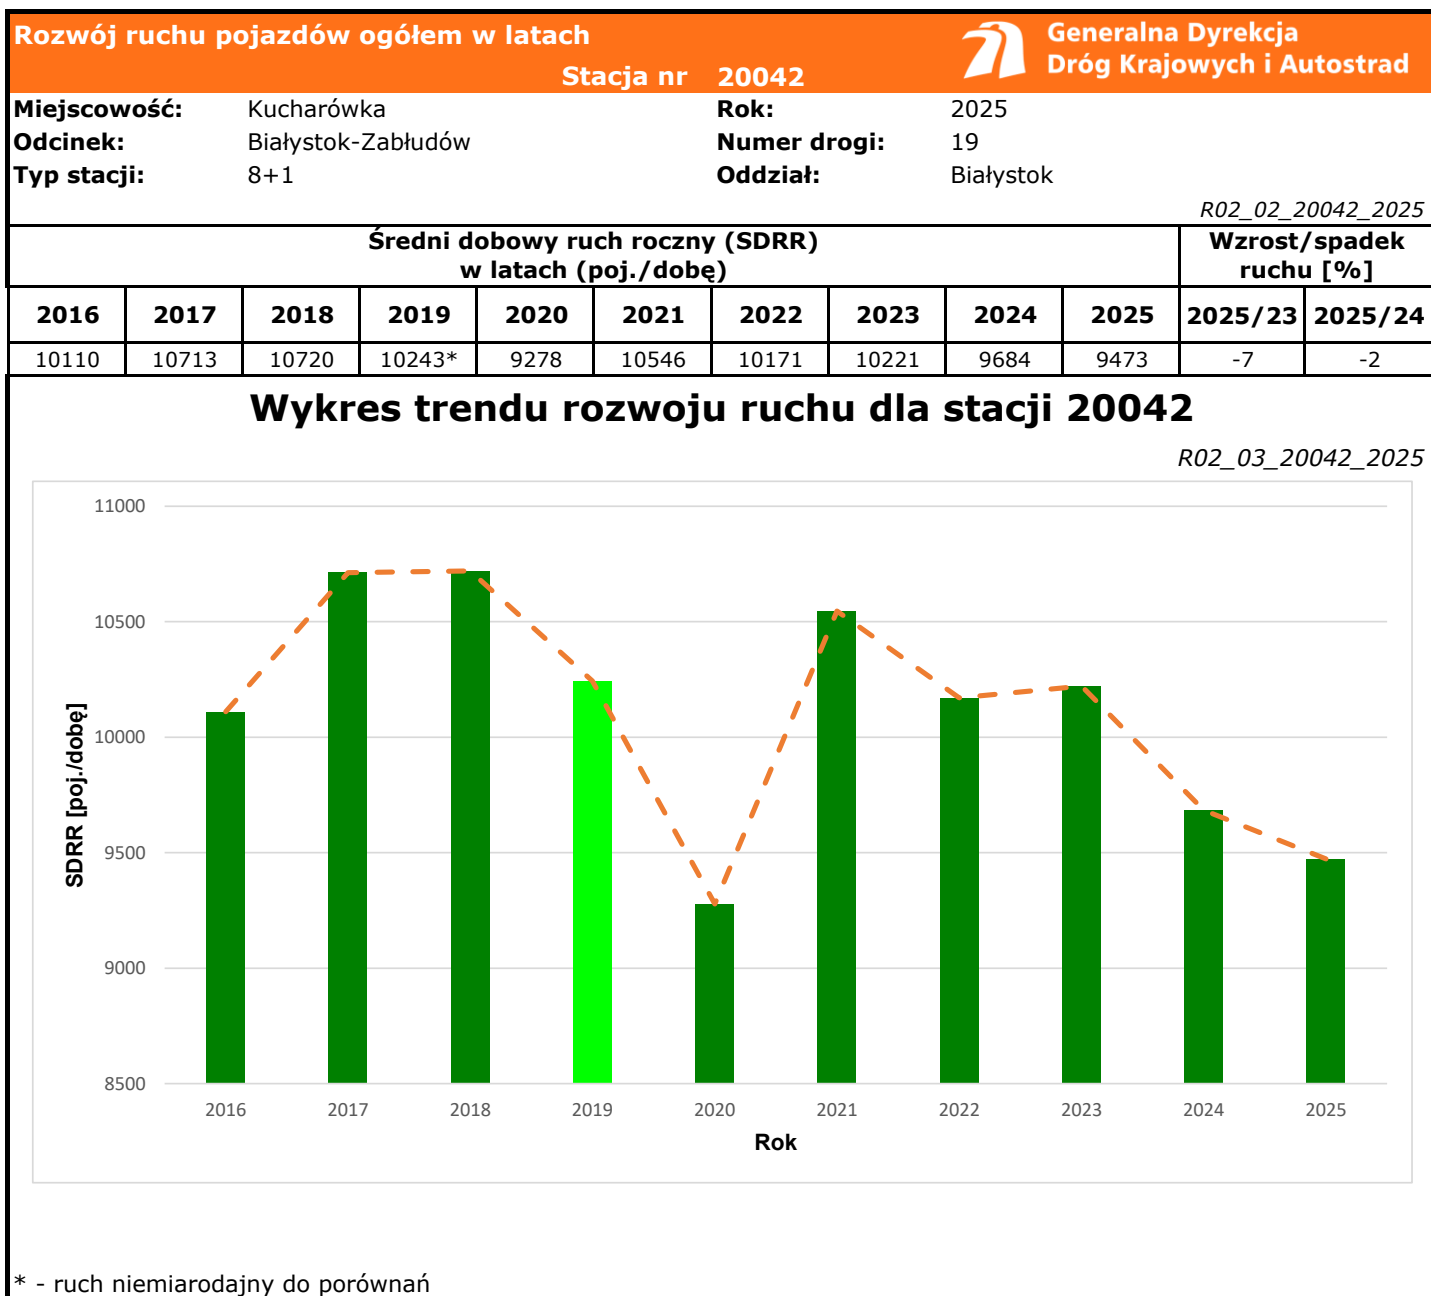 Rozwój ruchu pojazdów ogółem w latach
Generalna Dyrekcja
Dróg Krajowych i Autostrad
Stacja nr 20042
Miejscowość: Kucharówka Rok: 2025
Odcinek: Białystok-Zabłudów Numer drogi: 19
Typ stacji: 8+1 Oddział: Białystok
R02_02_20042_2025
Średni dobowy ruch roczny (SDRR)
w latach (poj./dobę)
Wzrost/spadek
ruchu [%]
2016 2017 2018 2019 2020 2021 2022 2023 2024 2025 2025/23 2025/24
10110 10713 10720 10243* 9278 10546 10171 10221 9684 9473 -7 -2
Wykres trendu rozwoju ruchu dla stacji 20042
R02_03_20042_2025
SDRR [poj./dobę]
11000
10500
10000
9500
9000
8500
2016 2017 2018 2019 2020 2021 2022 2023 2024 2025
Rok
* - ruch niemiarodajny do porównań